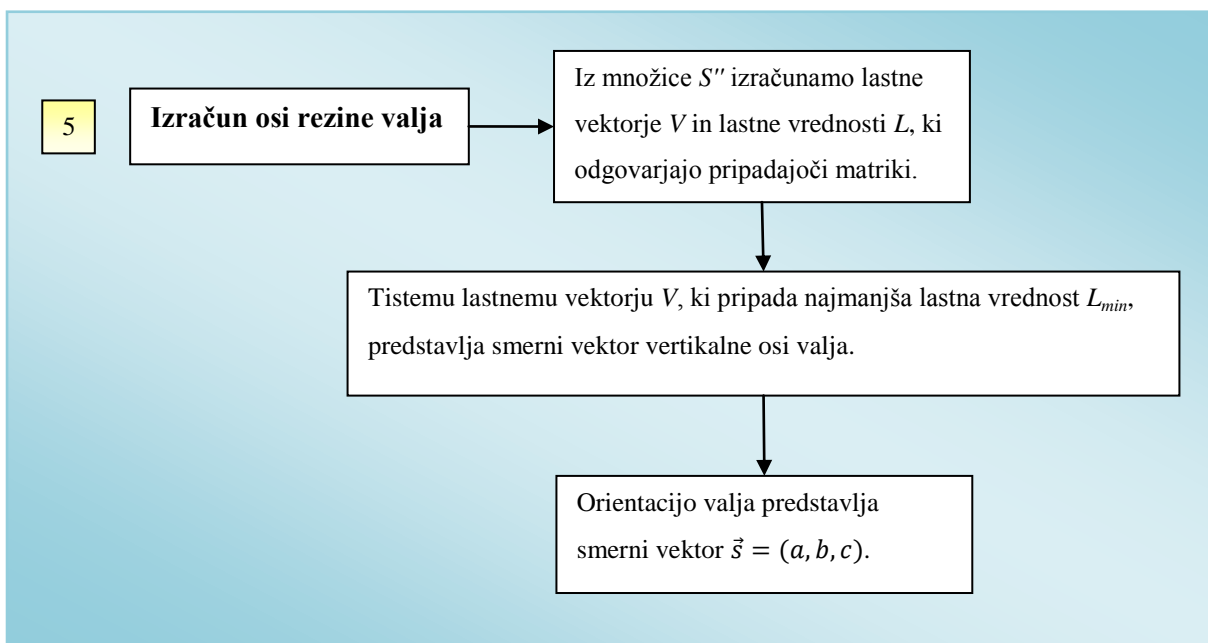 5
Izračun osi rezine valja
Iz množice S'' izračunamo lastne
vektorje V in lastne vrednosti L, ki
odgovarjajo pripadajoči matriki.
Tistemu lastnemu vektorju V, ki pripada najmanjša lastna vrednost Lmin,
predstavlja smerni vektor vertikalne osi valja.
Orientacijo valja predstavlja
smerni vektor s⃗ = (a, b, c).